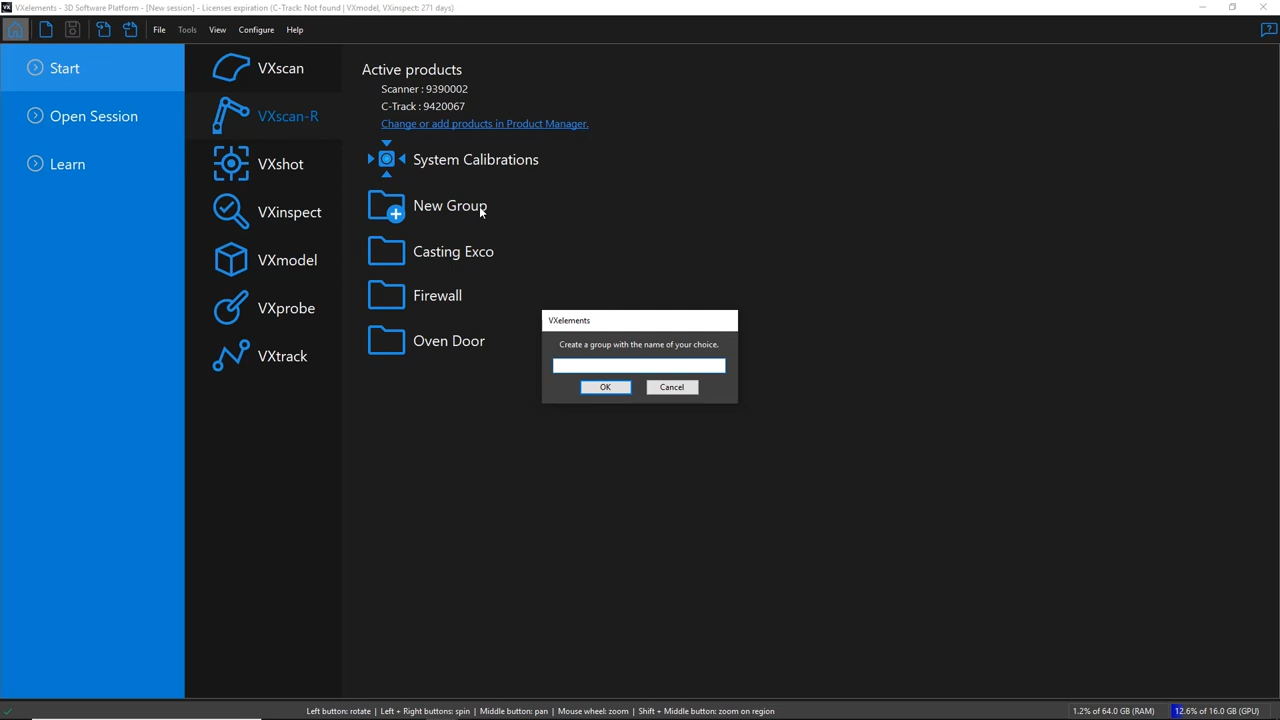 VXelements - 3D Software Platform - [New session] - Licenses expiration (C-Track: Not found | VXmodel, VXinspect: 271 days)
File Tools View Configure Help
Start
Open Session
Learn
VXscan
VXscan-R
VXshot
VXinspect
VXmodel
VXprobe
VXtrack
Active products
Scanner : 9390002
C-Track : 9420067
Change or add products in Product Manager.
System Calibrations
New Group
Casting Exco
Firewall
Oven Door
VXelements
Create a group with the name of your choice.
OK Cancel
Left button: rotate | Left + Right buttons: spin | Middle button: pan | Mouse wheel: zoom | Shift + Middle button: zoom on region
1.2% of 64.0 GB (RAM) 12.6% of 16.0 GB (GPU)